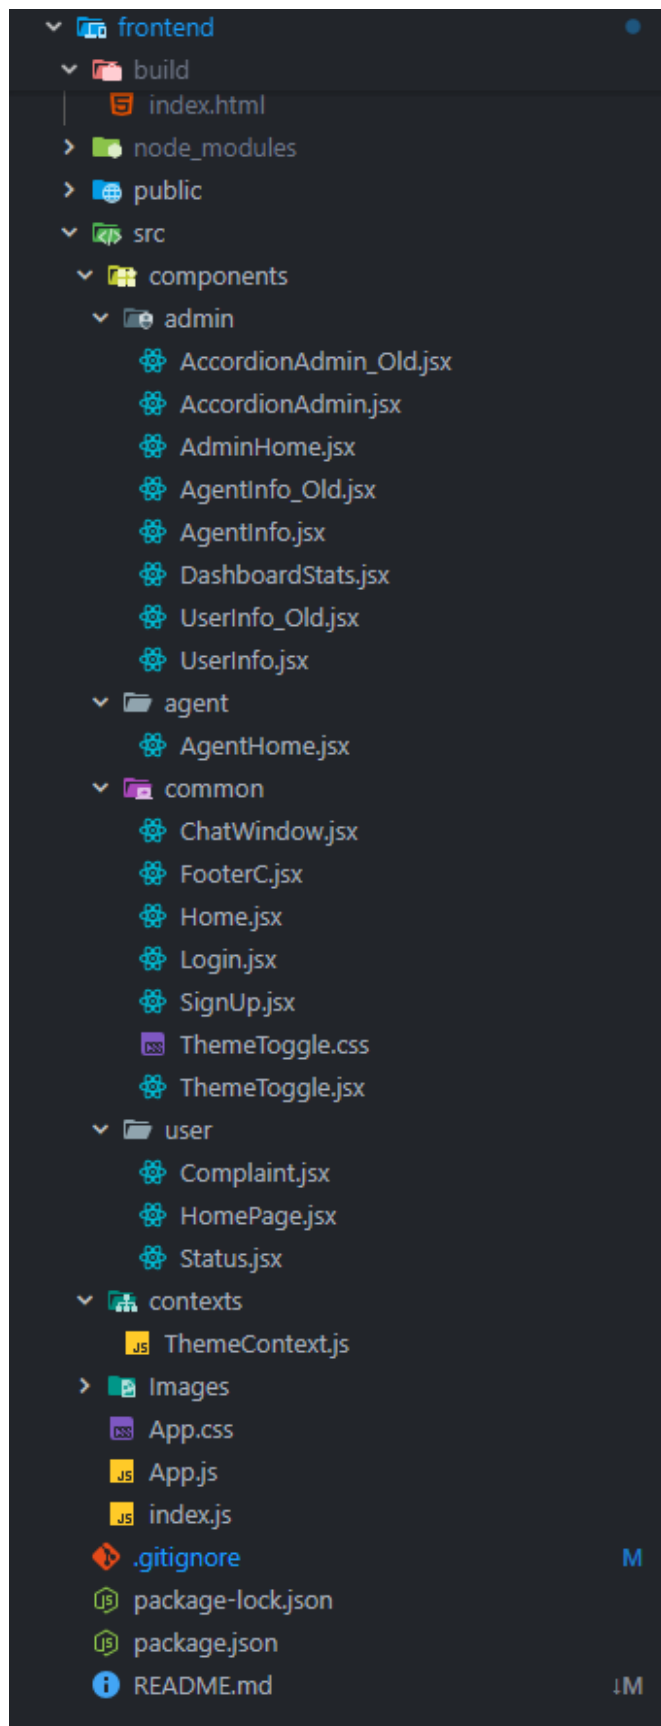 frontend
build
index.html
node_modules
public
src
components
admin
AccordionAdmin_Old.jsx
AccordionAdmin.jsx
AdminHome.jsx
AgentInfo_Old.jsx
AgentInfo.jsx
DashboardStats.jsx
UserInfo_Old.jsx
UserInfo.jsx
agent
AgentHome.jsx
common
ChatWindow.jsx
FooterC.jsx
Home.jsx
Login.jsx
SignUp.jsx
ThemeToggle.css
ThemeToggle.jsx
user
Complaint.jsx
HomePage.jsx
Status.jsx
contexts
ThemeContext.js
Images
App.css
App.js
index.js
.gitignore M
package-lock.json
package.json
README.md ↓M